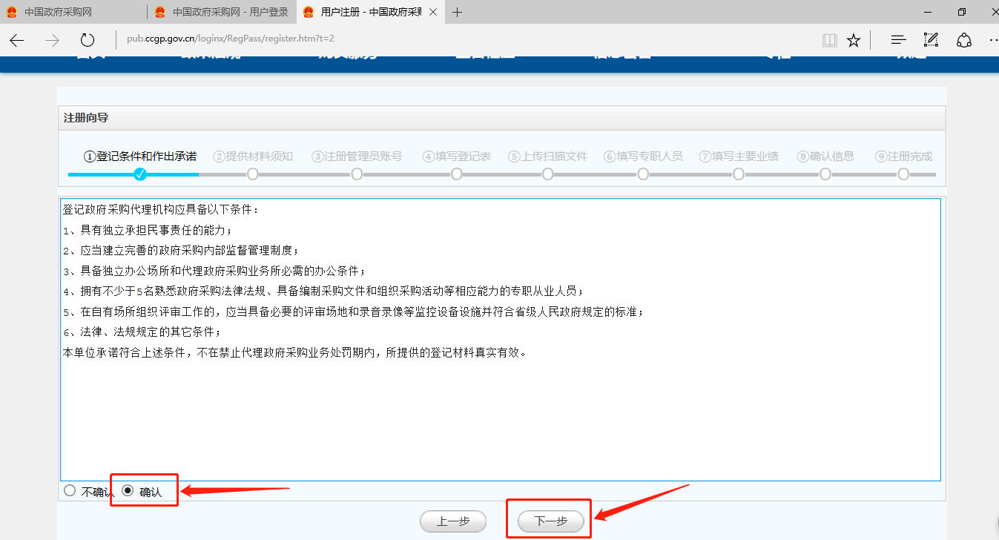 中国政府采购网
中国政府采购网 - 用户登录
用户注册 - 中国政府采购
pub.ccgp.gov.cn/loginx/RegPass/register.htm?t=2
注册向导
①登记条件和作出承诺
②提供材料须知
③注册管理员账号
④填写登记表
⑤上传扫描文件
⑥填写专职人员
⑦填写主要业绩
⑧确认信息
⑨注册完成
登记政府采购代理机构应具备以下条件：
1、具有独立承担民事责任的能力；
2、应当建立完善的政府采购内部监督管理制度；
3、具备独立办公场所和代理政府采购业务所必需的办公条件；
4、拥有不少于5名熟悉政府采购法律法规、具备编制采购文件和组织采购活动等相应能力的专职从业人员；
5、在自有场所组织评审工作的，应当具备必要的评审场地和录音录像等监控设备设施并符合省级人民政府规定的标准；
6、法律、法规规定的其它条件；
本单位承诺符合上述条件，不在禁止代理政府采购业务处罚期内，所提供的登记材料真实有效。
不确认 确认
上一步 下一步